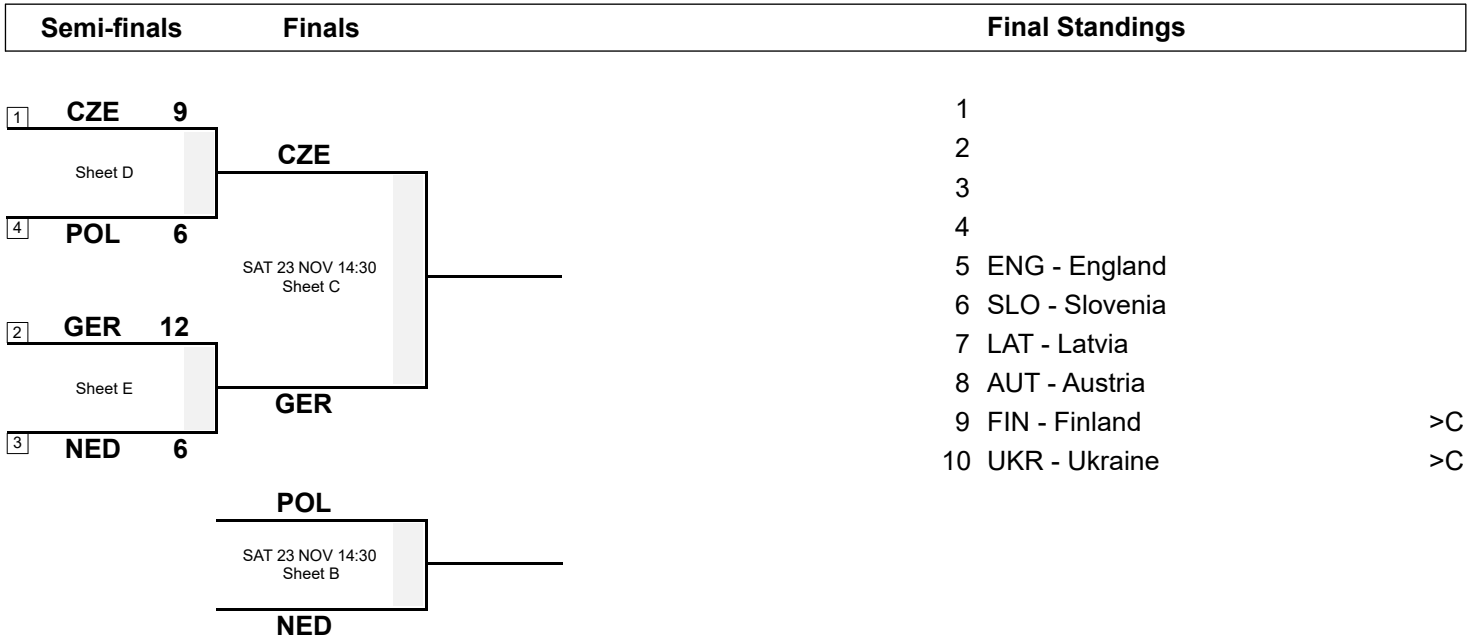 Semi-finals Finals Final Standings
1 CZE 9
Sheet D
4 POL 6
2 GER 12
Sheet E
3 NED 6
CZE
SAT 23 NOV 14:30
Sheet C
GER
POL
SAT 23 NOV 14:30
Sheet B
NED
1
2
3
4
5 ENG - England
6 SLO - Slovenia
7 LAT - Latvia
8 AUT - Austria
9 FIN - Finland >C
10 UKR - Ukraine >C